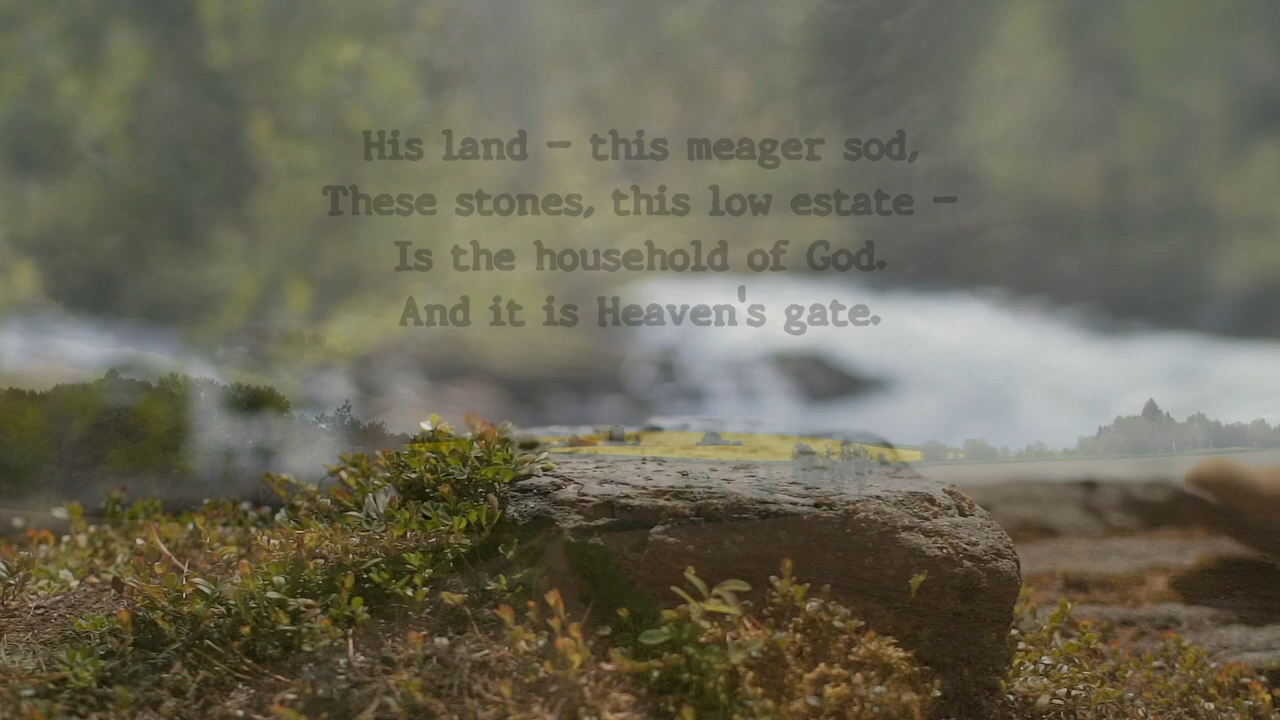 His land – this meager sod,
These stones, this low estate –
Is the household of God.
And it is Heaven's gate.